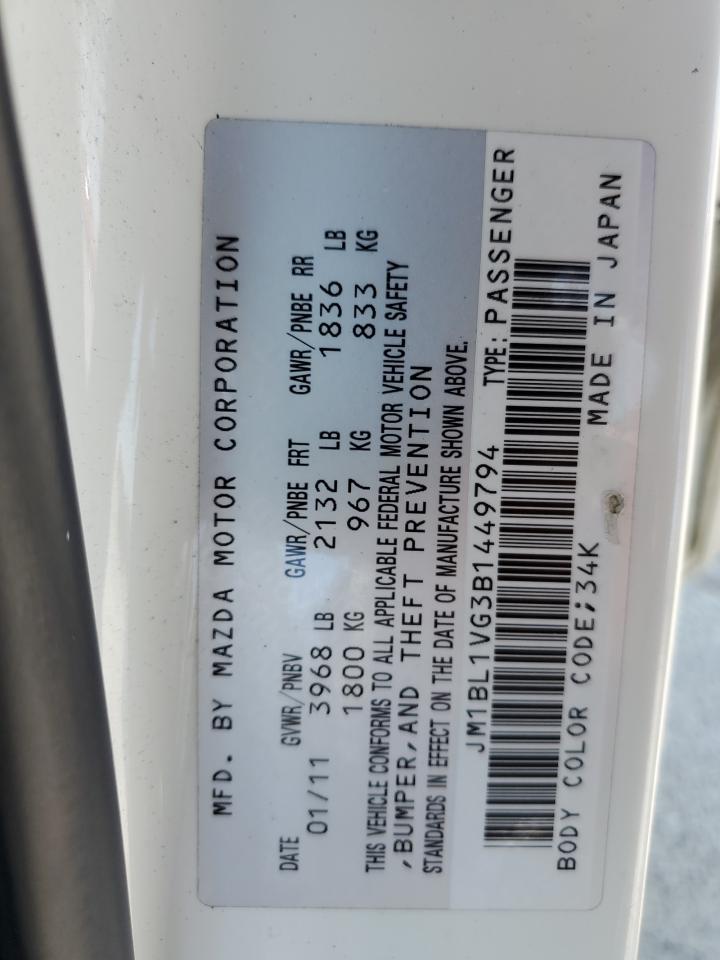 MFD. BY MAZDA MOTOR CORPORATION
DATE GVWR/PNBV GAWR/PNBE FRT GAWR/PNBE RR
01/11 3968 LB 2132 LB 1836 LB
1800 KG 967 KG 833 KG
THIS VEHICLE CONFORMS TO ALL APPLICABLE FEDERAL MOTOR VEHICLE SAFETY
,BUMPER,AND THEFT PREVENTION
STANDARDS IN EFFECT ON THE DATE OF MANUFACTURE SHOWN ABOVE.
JM1BL1VG3B1449794 TYPE: PASSENGER
BODY COLOR CODE;34K MADE IN JAPAN